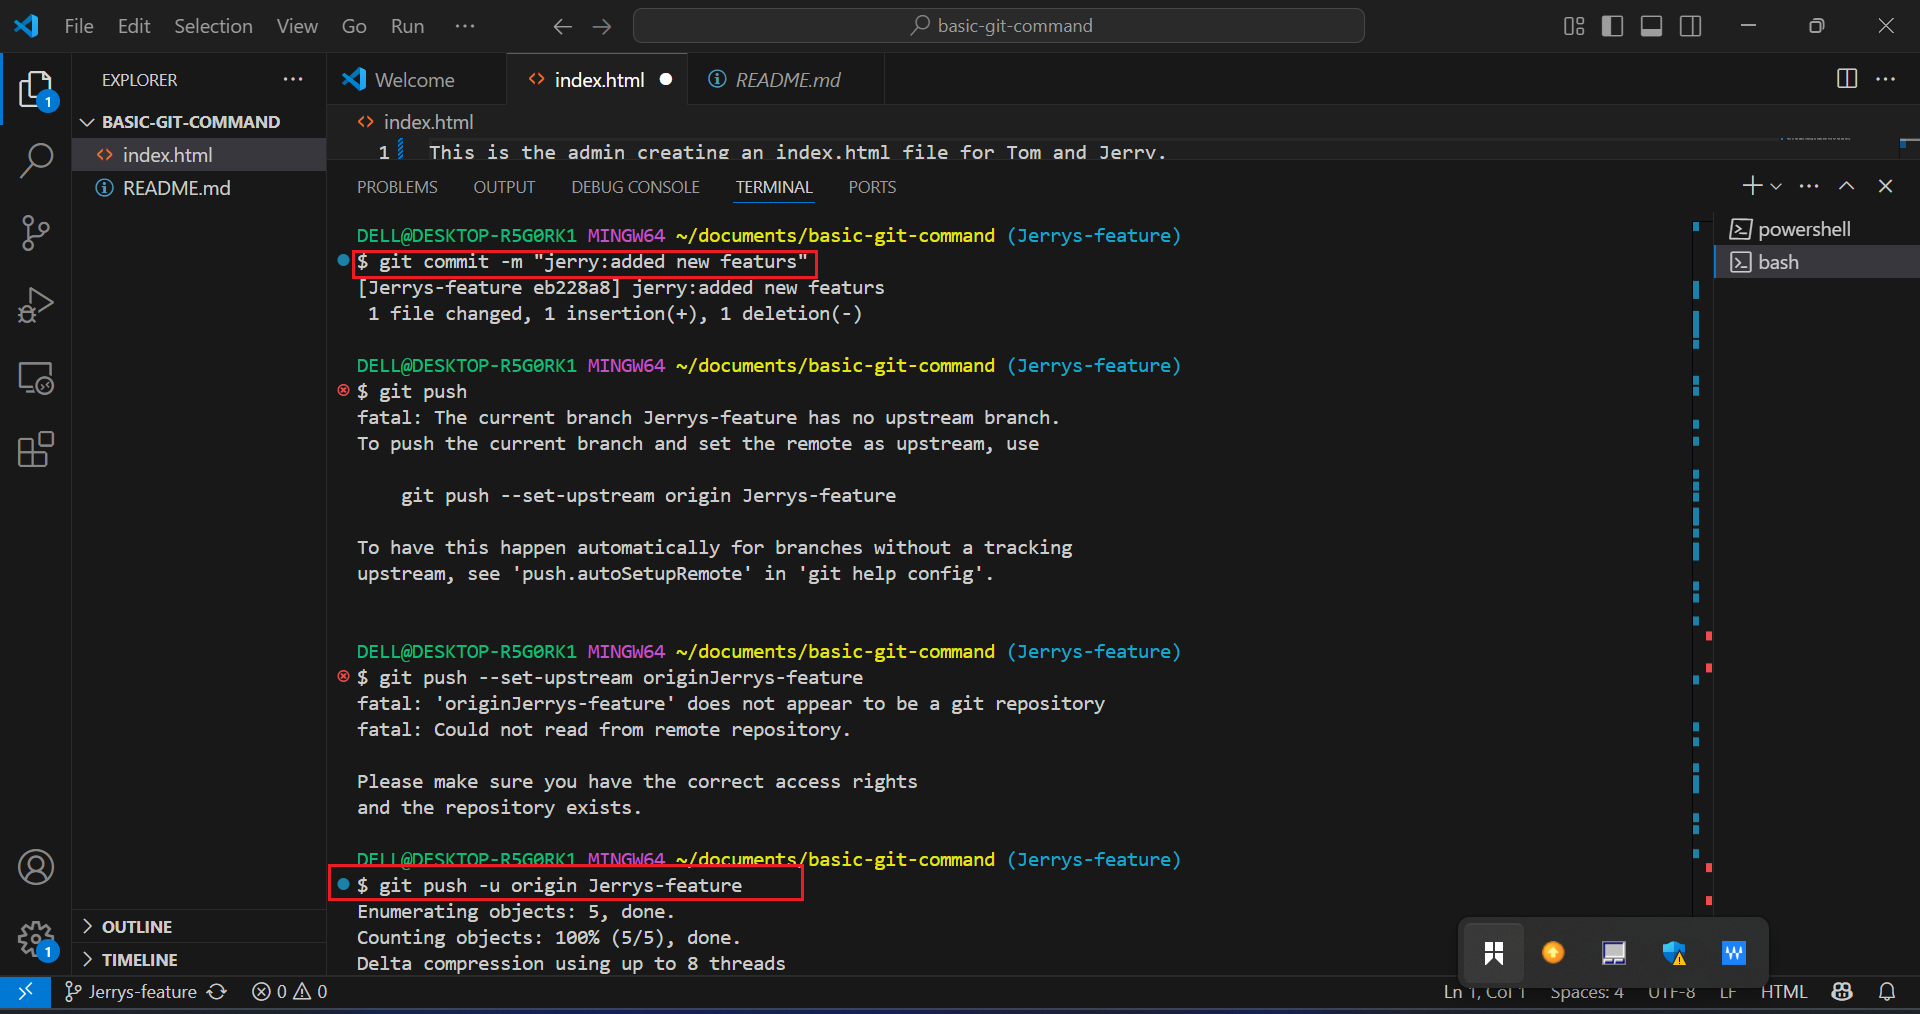 File Edit Selection View Go Run ···
basic-git-command
EXPLORER
Welcome
index.html
README.md
1
BASIC-GIT-COMMAND
index.html
README.md
index.html
1 This is the admin creating an index.html file for Tom and Jerry.
PROBLEMS OUTPUT DEBUG CONSOLE TERMINAL PORTS
powershell
bash
DELL@DESKTOP-R5G0RK1 MINGW64 ~/documents/basic-git-command (Jerrys-feature)
$ git commit -m "jerry:added new featurs"
[Jerrys-feature eb228a8] jerry:added new featurs
1 file changed, 1 insertion(+), 1 deletion(-)
DELL@DESKTOP-R5G0RK1 MINGW64 ~/documents/basic-git-command (Jerrys-feature)
$ git push
fatal: The current branch Jerrys-feature has no upstream branch.
To push the current branch and set the remote as upstream, use
git push --set-upstream origin Jerrys-feature
To have this happen automatically for branches without a tracking
upstream, see 'push.autoSetupRemote' in 'git help config'.
DELL@DESKTOP-R5G0RK1 MINGW64 ~/documents/basic-git-command (Jerrys-feature)
$ git push --set-upstream originJerrys-feature
fatal: 'originJerrys-feature' does not appear to be a git repository
fatal: Could not read from remote repository.
Please make sure you have the correct access rights
and the repository exists.
DELL@DESKTOP-R5G0RK1 MINGW64 ~/documents/basic-git-command (Jerrys-feature)
$ git push -u origin Jerrys-feature
Enumerating objects: 5, done.
Counting objects: 100% (5/5), done.
Delta compression using up to 8 threads
OUTLINE
TIMELINE
1
Jerrys-feature 0 0
Ln 1, Col 1 Spaces: 4 UTF-8 LF HTML